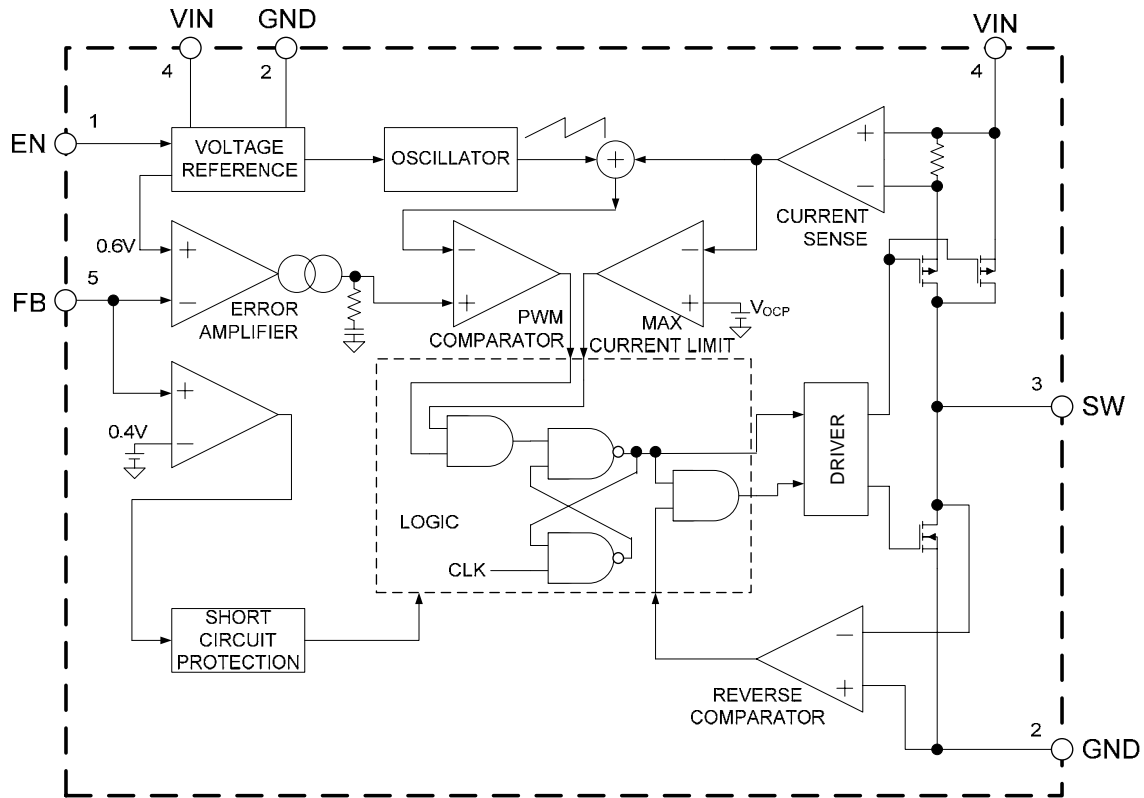 VIN
GND
VIN
4
2
4
EN
1
VOLTAGE
REFERENCE
OSCILLATOR
+
+
−
CURRENT
SENSE
0.6V
+
−
ERROR
AMPLIFIER
−
+
PWM
COMPARATOR
−
+
MAX
CURRENT LIMIT
VOCP
5
FB
+
−
0.4V
LOGIC
CLK
DRIVER
3
SW
SHORT
CIRCUIT
PROTECTION
−
+
REVERSE
COMPARATOR
2
GND